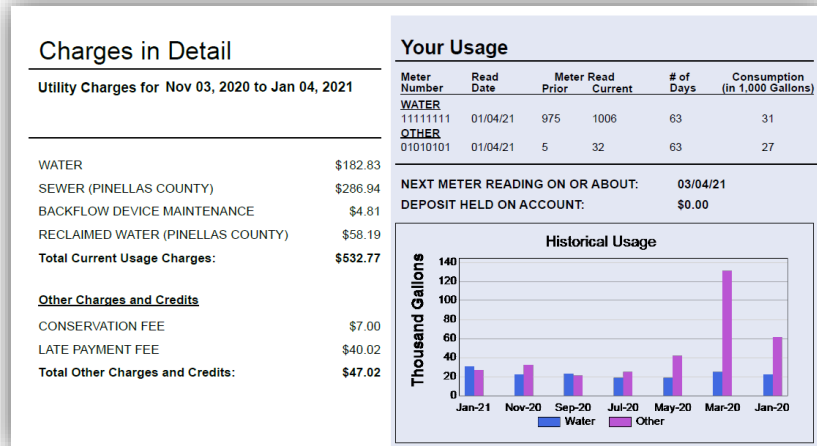 Charges in Detail
Utility Charges for Nov 03, 2020 to Jan 04, 2021
WATER $182.83
SEWER (PINELLAS COUNTY) $286.94
BACKFLOW DEVICE MAINTENANCE $4.81
RECLAIMED WATER (PINELLAS COUNTY) $58.19
Total Current Usage Charges: $532.77
Other Charges and Credits
CONSERVATION FEE $7.00
LATE PAYMENT FEE $40.02
Total Other Charges and Credits: $47.02
Your Usage
Meter Read Meter Read # of Consumption
Number Date Prior Current Days (in 1,000 Gallons)
WATER
11111111 01/04/21 975 1006 63 31
OTHER
01010101 01/04/21 5 32 63 27
NEXT METER READING ON OR ABOUT: 03/04/21
DEPOSIT HELD ON ACCOUNT: $0.00
Historical Usage
Thousand Gallons
140
120
100
80
60
40
20
0
Jan-21 Nov-20 Sep-20 Jul-20 May-20 Mar-20 Jan-20
Water Other